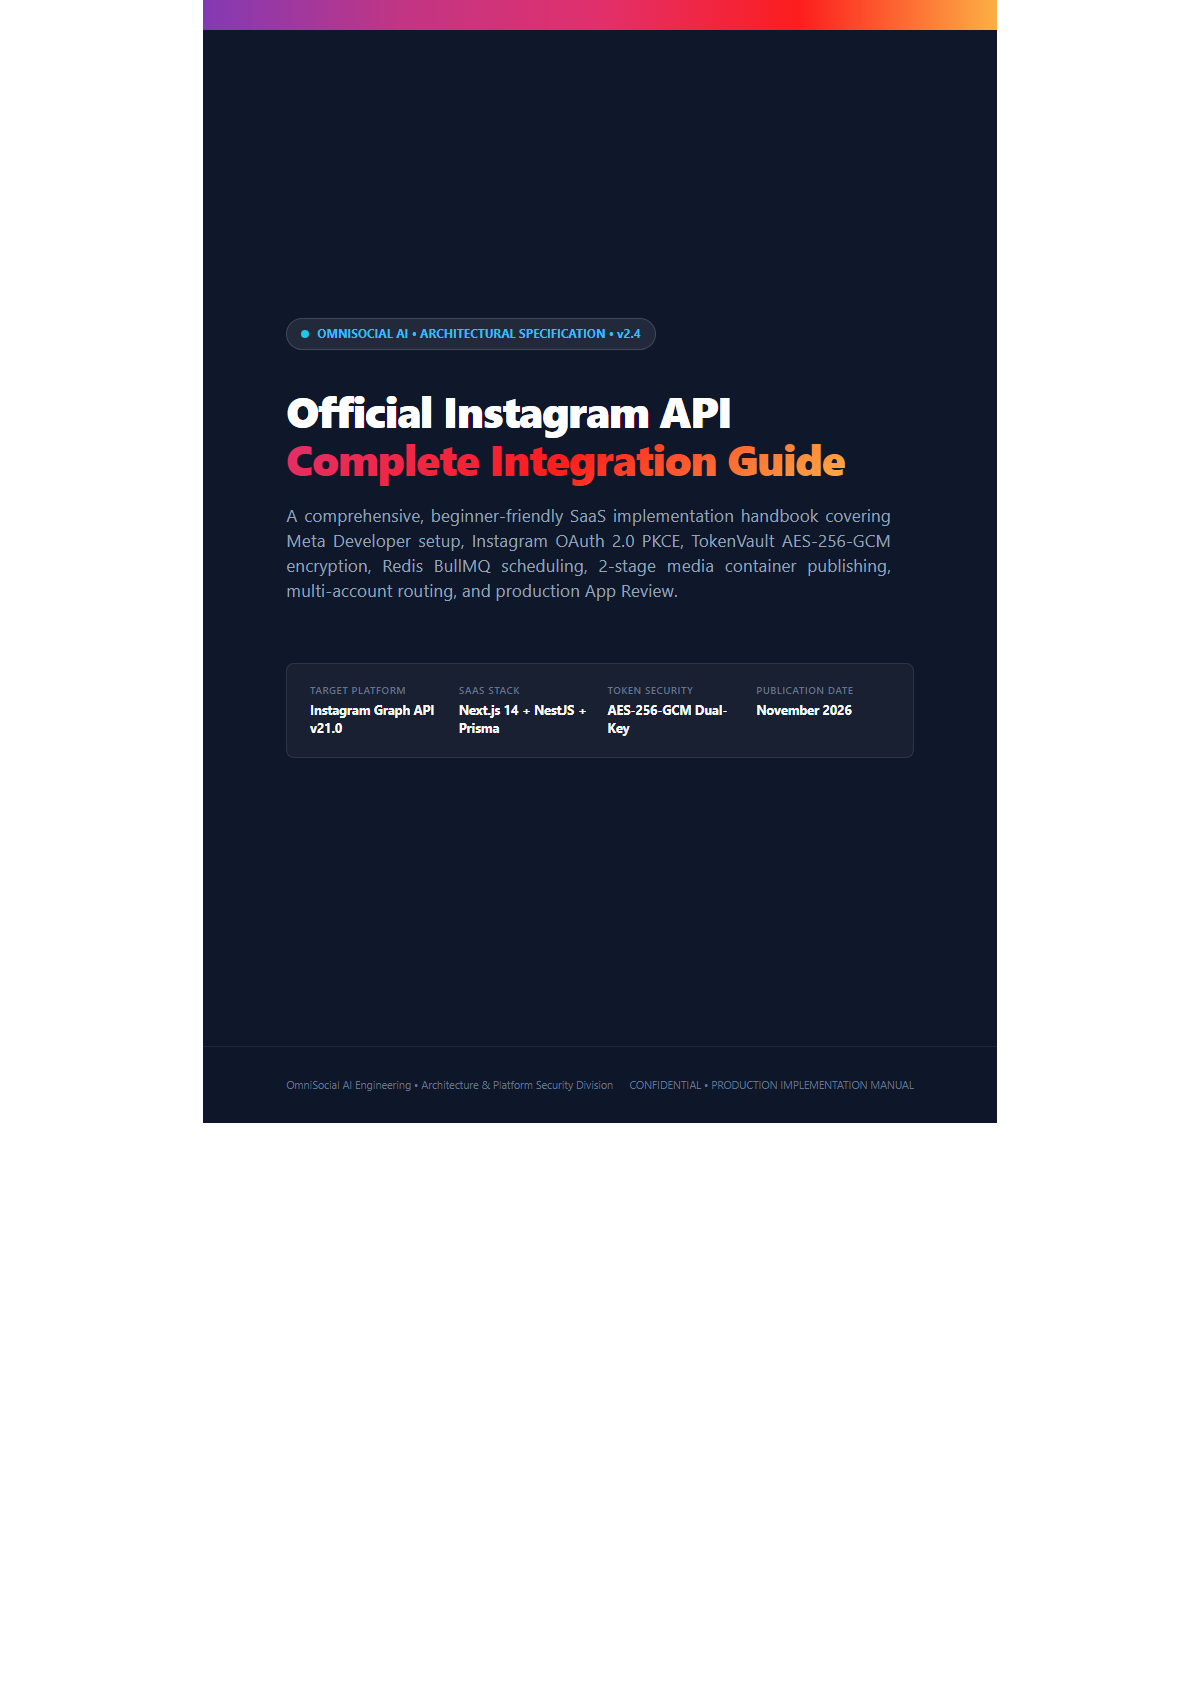 OMNISOCIAL AI • ARCHITECTURAL SPECIFICATION • v2.4
Official Instagram API
Complete Integration Guide
A comprehensive, beginner-friendly SaaS implementation handbook covering
Meta Developer setup, Instagram OAuth 2.0 PKCE, TokenVault AES-256-GCM
encryption, Redis BullMQ scheduling, 2-stage media container publishing,
multi-account routing, and production App Review.
TARGET PLATFORM
Instagram Graph API
v21.0
SAAS STACK
Next.js 14 + NestJS +
Prisma
TOKEN SECURITY
AES-256-GCM Dual-
Key
PUBLICATION DATE
November 2026
OmniSocial AI Engineering • Architecture & Platform Security Division
CONFIDENTIAL • PRODUCTION IMPLEMENTATION MANUAL